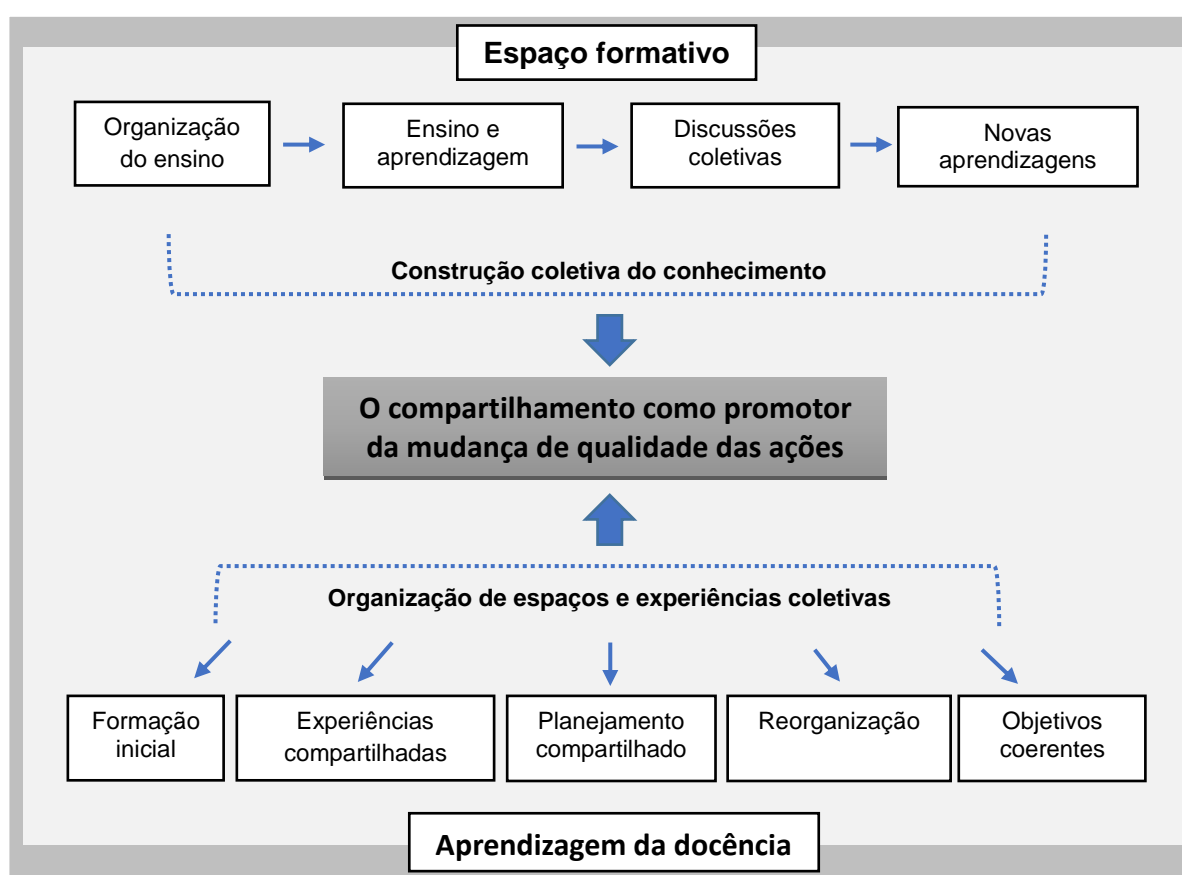 Espaço formativo
Organização
do ensino
Ensino e
aprendizagem
Discussões
coletivas
Novas
aprendizagens
Construção coletiva do conhecimento
O compartilhamento como promotor
da mudança de qualidade das ações
Organização de espaços e experiências coletivas
Formação
inicial
Experiências
compartilhadas
Planejamento
compartilhado
Reorganização
Objetivos
coerentes
Aprendizagem da docência